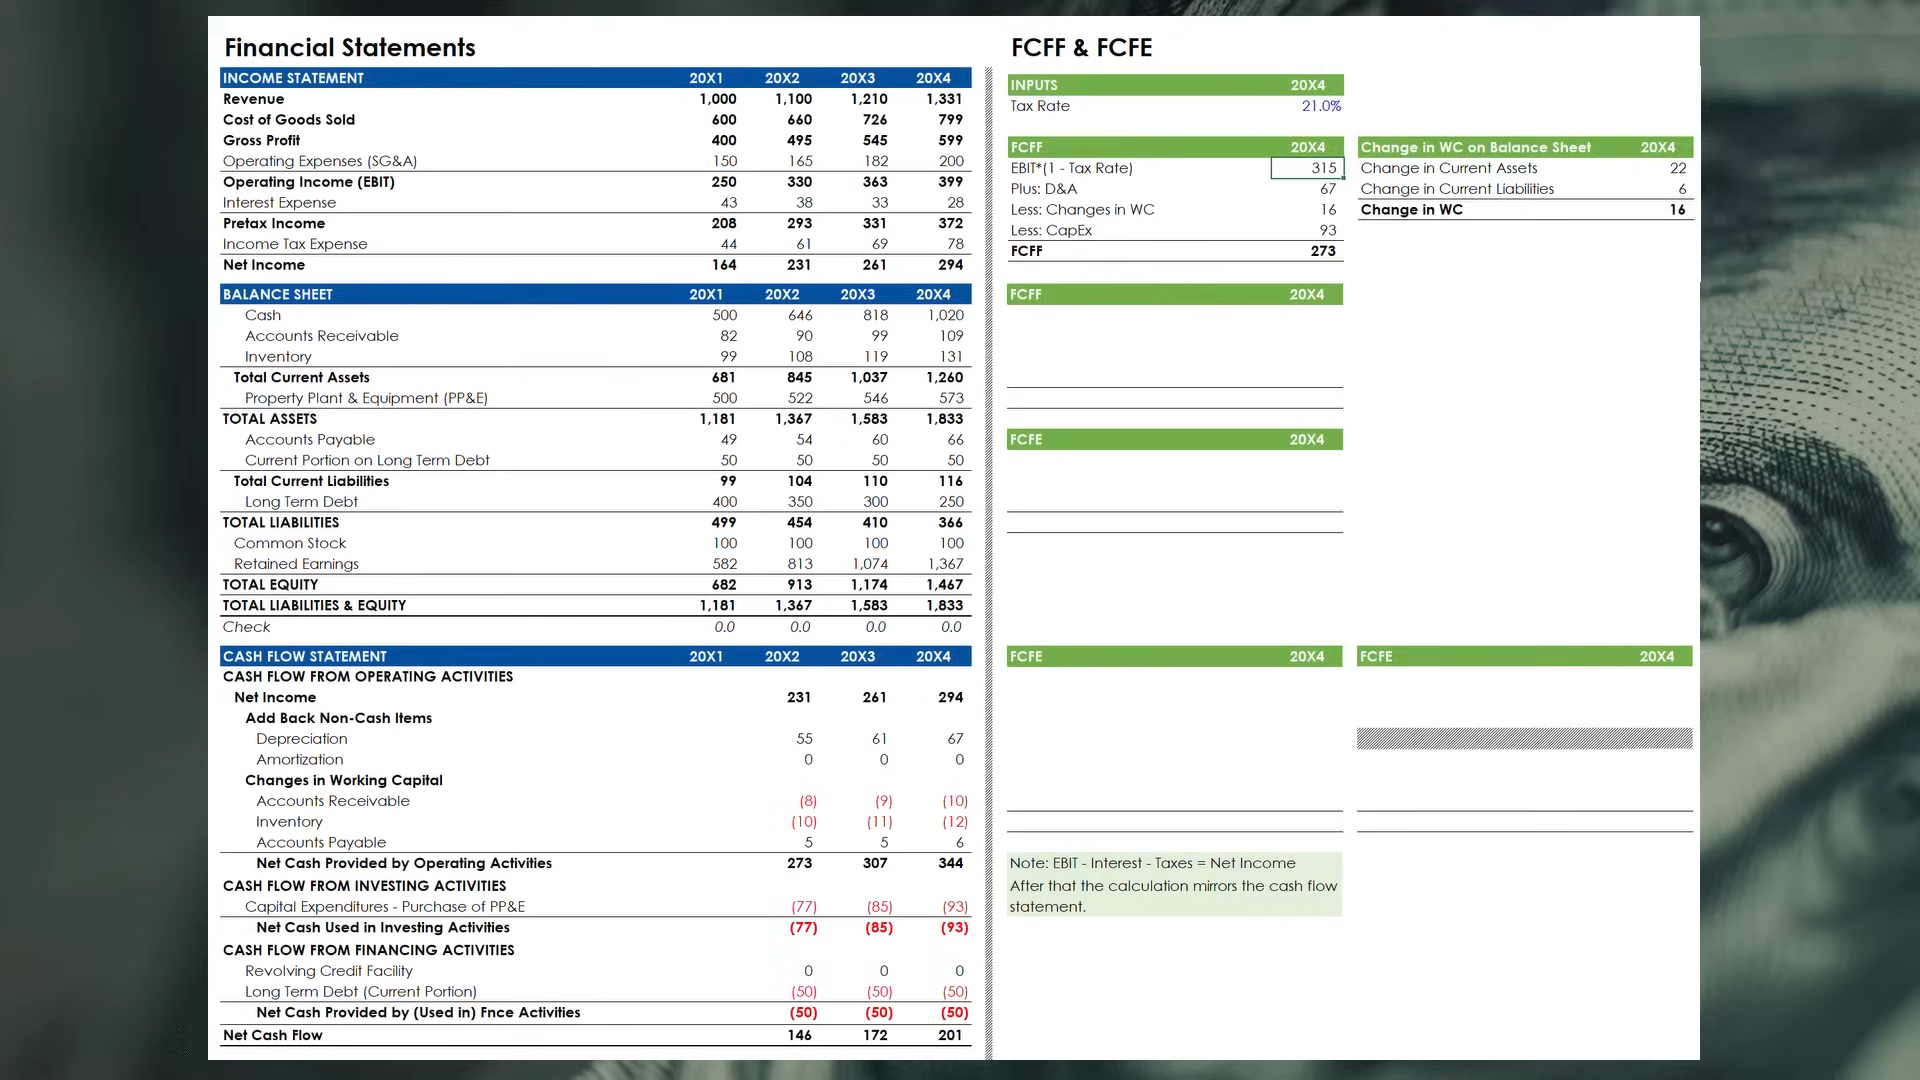 Financial Statements
INCOME STATEMENT 20X1 20X2 20X3 20X4
Revenue 1,000 1,100 1,210 1,331
Cost of Goods Sold 600 660 726 799
Gross Profit 400 495 545 599
Operating Expenses (SG&A) 150 165 182 200
Operating Income (EBIT) 250 330 363 399
Interest Expense 43 38 33 28
Pretax Income 208 293 331 372
Income Tax Expense 44 61 69 78
Net Income 164 231 261 294
BALANCE SHEET 20X1 20X2 20X3 20X4
Cash 500 646 818 1,020
Accounts Receivable 82 90 99 109
Inventory 99 108 119 131
Total Current Assets 681 845 1,037 1,260
Property Plant & Equipment (PP&E) 500 522 546 573
TOTAL ASSETS 1,181 1,367 1,583 1,833
Accounts Payable 49 54 60 66
Current Portion on Long Term Debt 50 50 50 50
Total Current Liabilities 99 104 110 116
Long Term Debt 400 350 300 250
TOTAL LIABILITIES 499 454 410 366
Common Stock 100 100 100 100
Retained Earnings 582 813 1,074 1,367
TOTAL EQUITY 682 913 1,174 1,467
TOTAL LIABILITIES & EQUITY 1,181 1,367 1,583 1,833
Check 0.0 0.0 0.0 0.0
CASH FLOW STATEMENT 20X1 20X2 20X3 20X4
CASH FLOW FROM OPERATING ACTIVITIES
Net Income 231 261 294
Add Back Non-Cash Items
Depreciation 55 61 67
Amortization 0 0 0
Changes in Working Capital
Accounts Receivable (8) (9) (10)
Inventory (10) (11) (12)
Accounts Payable 5 5 6
Net Cash Provided by Operating Activities 273 307 344
CASH FLOW FROM INVESTING ACTIVITIES
Capital Expenditures - Purchase of PP&E (77) (85) (93)
Net Cash Used in Investing Activities (77) (85) (93)
CASH FLOW FROM FINANCING ACTIVITIES
Revolving Credit Facility 0 0 0
Long Term Debt (Current Portion) (50) (50) (50)
Net Cash Provided by (Used in) Fnce Activities (50) (50) (50)
Net Cash Flow 146 172 201
FCFF & FCFE
INPUTS 20X4
Tax Rate 21.0%
FCFF 20X4
EBIT*(1 - Tax Rate) 315
Plus: D&A 67
Less: Changes in WC 16
Less: CapEx 93
FCFF 273
Change in WC on Balance Sheet 20X4
Change in Current Assets 22
Change in Current Liabilities 6
Change in WC 16
FCFF 20X4
FCFE 20X4
FCFE 20X4
FCFE 20X4
Note: EBIT - Interest - Taxes = Net Income
After that the calculation mirrors the cash flow
statement.